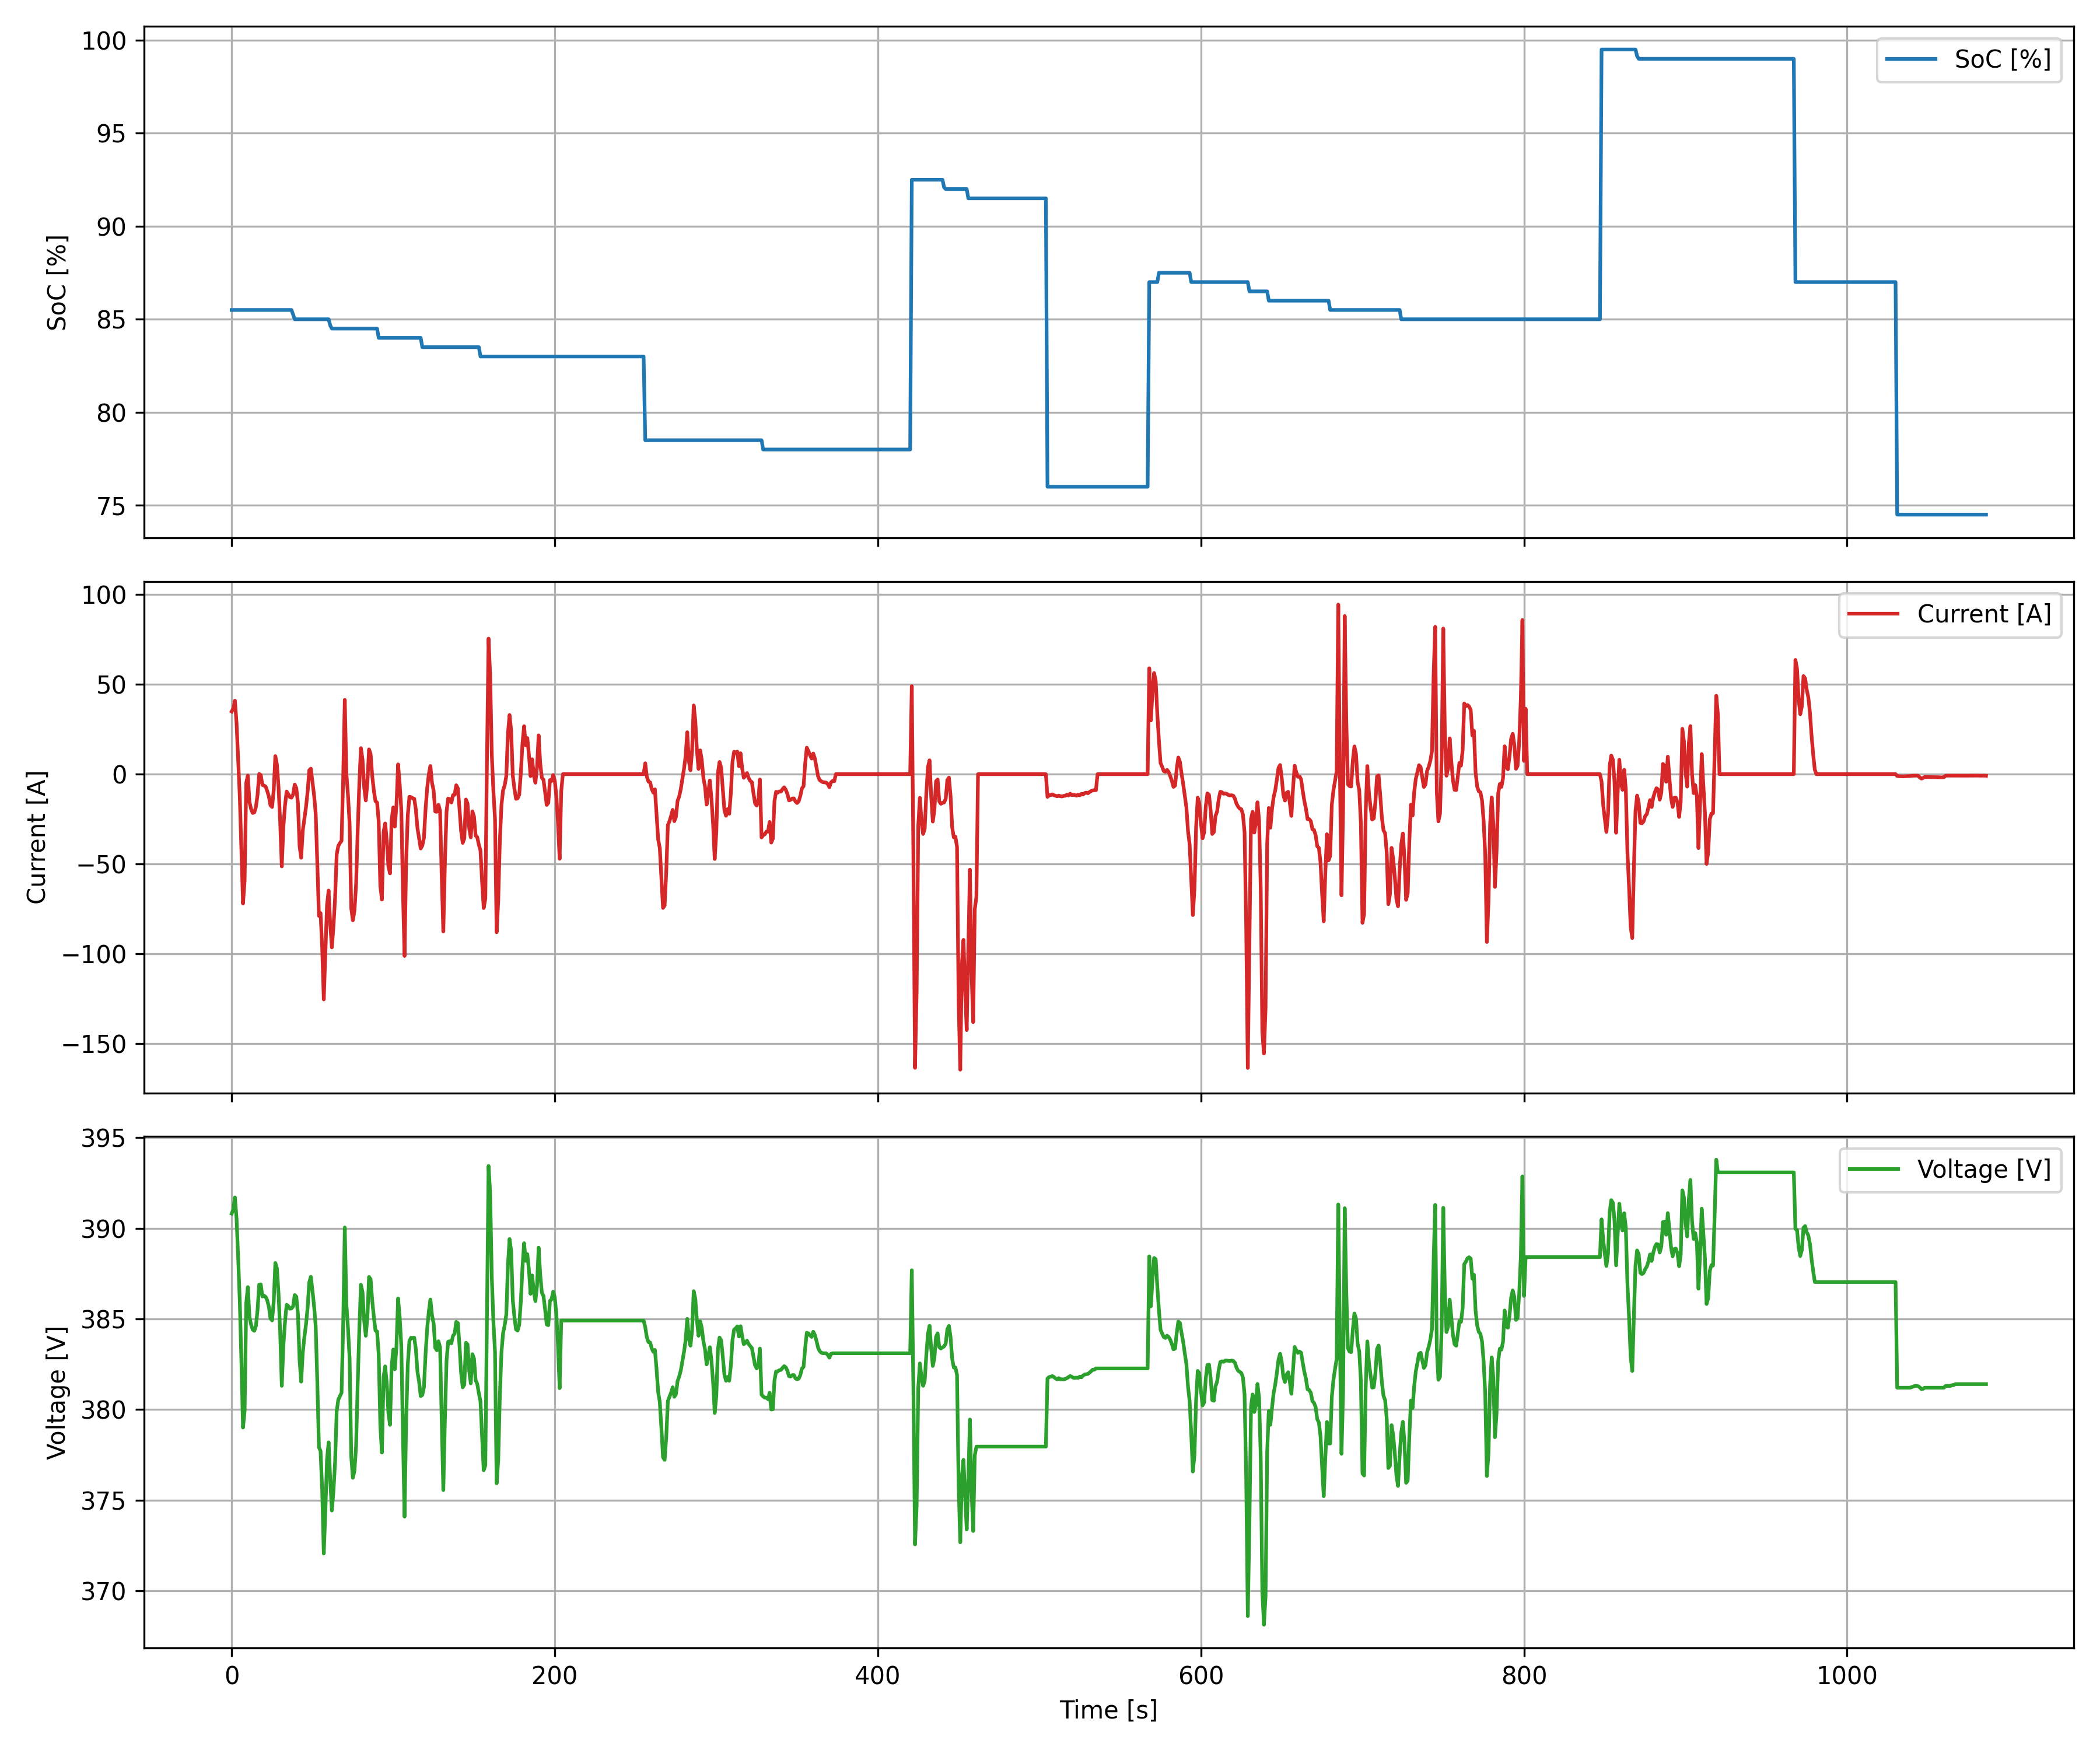 100
95
90
85
80
75
SoC [%]
SoC [%]
100
50
0
−50
−100
−150
Current [A]
Current [A]
395
390
385
380
375
370
Voltage [V]
Voltage [V]
0 200 400 600 800 1000
Time [s]